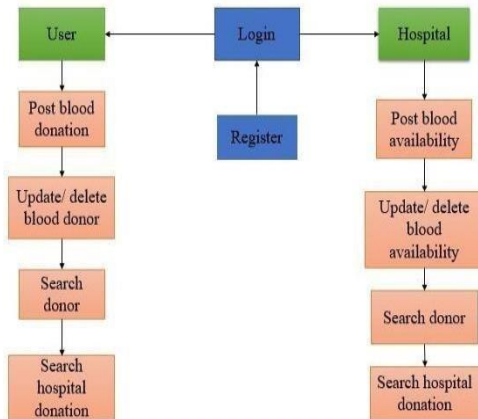 User
Login
Hospital
Post blood
donation
Register
Post blood
availability
Update/ delete
blood donor
Update/ delete
blood
availability
Search
donor
Search donor
Search
hospital
donation
Search hospital
donation